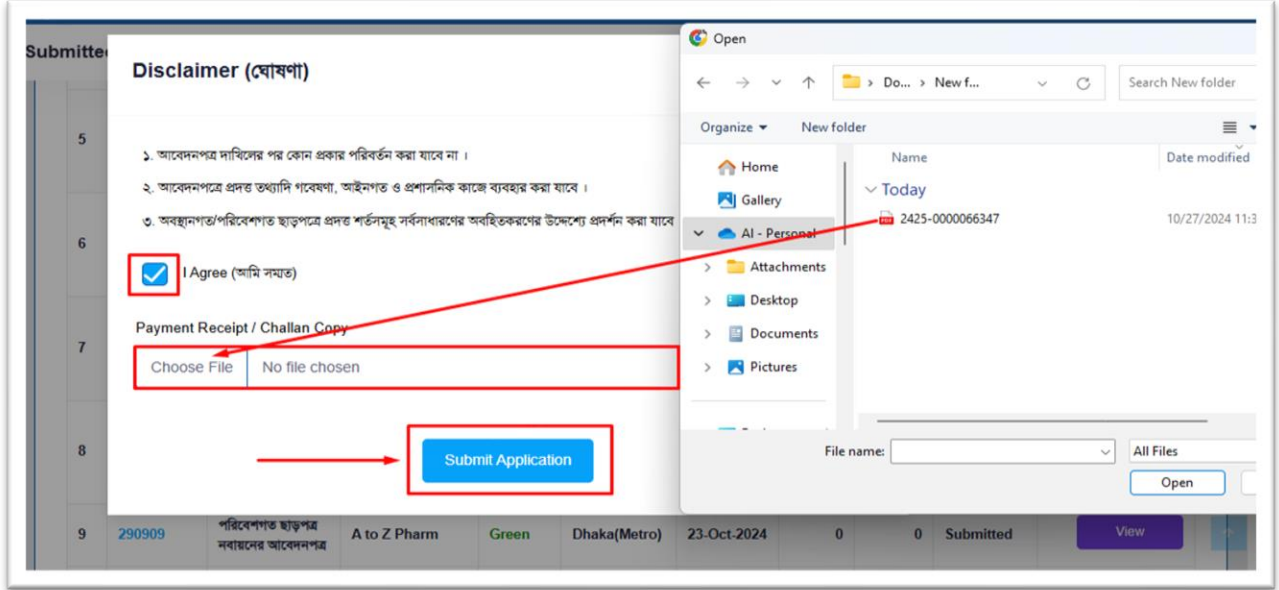 Submitte
Disclaimer (ঘোষণা)
১. আবেদনপত্র দাখিলের পর কোন প্রকার পরিবর্তন করা যাবে না ।
২. আবেদনপত্রে প্রদত্ত তথ্যাদি গবেষণা, আইনগত ও প্রশাসনিক কাজে ব্যবহার করা যাবে ।
৩. অবস্থানগত/পরিবেশগত ছাড়পত্রে প্রদত্ত শর্তসমূহ সর্বসাধারণের অবহিতকরণের উদ্দেশ্যে প্রদর্শন করা যাবে
I Agree (আমি সম্মত)
Payment Receipt / Challan Copy
Choose File No file chosen
Submit Application
5
6
7
8
9 290909 পরিবেশগত ছাড়পত্র নবায়নের আবেদনপত্র A to Z Pharm Green Dhaka(Metro) 23-Oct-2024 0 0 Submitted View
Open
Do... > New f... Search New folder
Organize New folder
Home
Gallery
AI - Personal
Attachments
Desktop
Documents
Pictures
Name Date modified
Today
2425-0000066347 10/27/2024 11:3
File name: All Files
Open